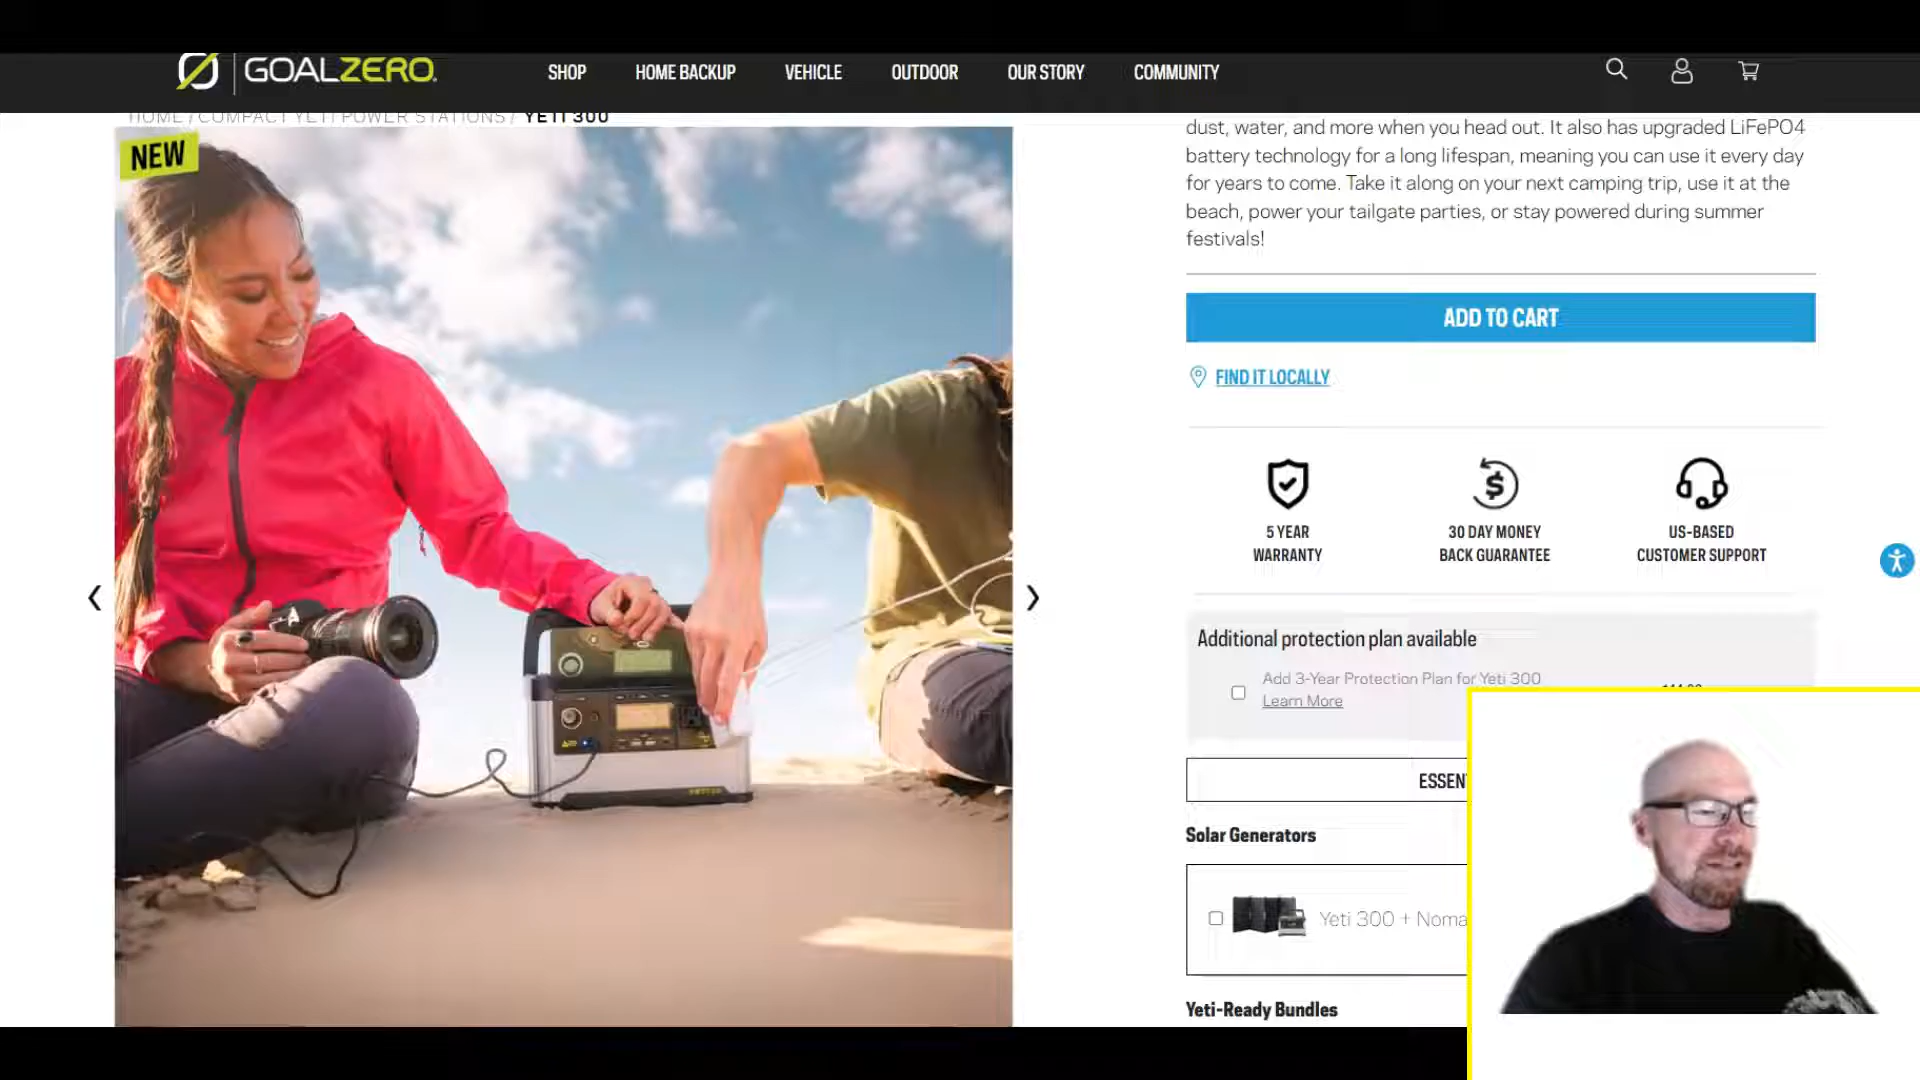 GOALZERO.
SHOP
HOME BACKUP
VEHICLE
OUTDOOR
OUR STORY
COMMUNITY
HOME / COMPACT YETI POWER STATIONS / YETI 300
NEW
dust, water, and more when you head out. It also has upgraded LiFePO4
battery technology for a long lifespan, meaning you can use it every day
for years to come. Take it along on your next camping trip, use it at the
beach, power your tailgate parties, or stay powered during summer
festivals!
ADD TO CART
FIND IT LOCALLY
5 YEAR
WARRANTY
30 DAY MONEY
BACK GUARANTEE
US-BASED
CUSTOMER SUPPORT
Additional protection plan available
Add 3-Year Protection Plan for Yeti 300
Learn More
ESSEN
Solar Generators
Yeti 300 + Noma
Yeti-Ready Bundles